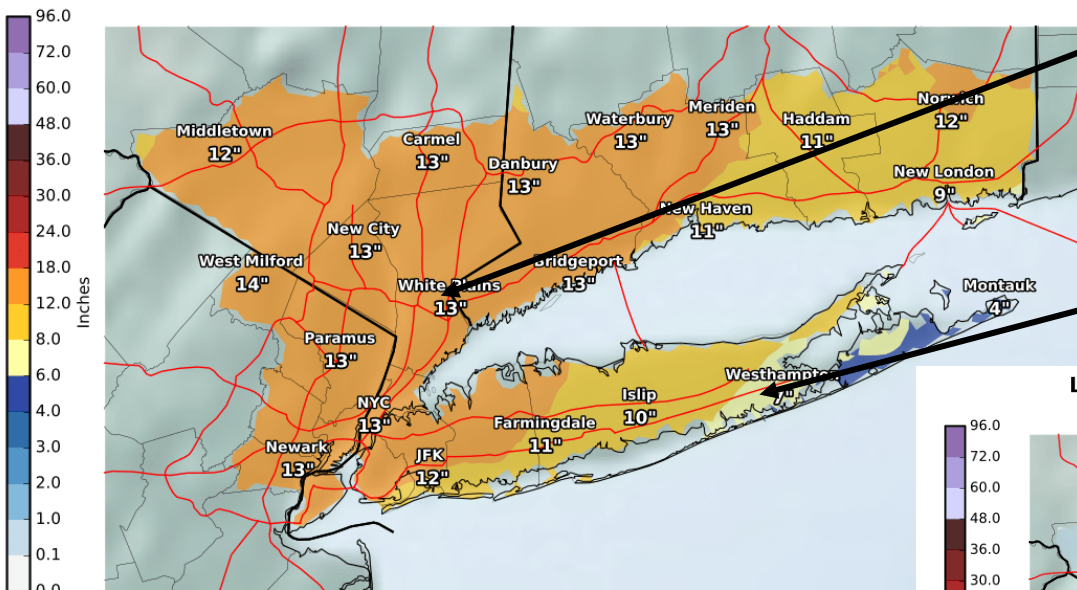 96.0
72.0
60.0
48.0
36.0
30.0
24.0
18.0
12.0
8.0
6.0
4.0
3.0
2.0
1.0
0.1
0.0
Inches
Middletown
12"
Carmel
13"
Danbury
13"
Waterbury
13"
Meriden
13"
Haddam
11"
Norwich
12"
New London
9"
New Haven
11"
New City
13"
West Milford
14"
White Plains
13"
Bridgeport
13"
Montauk
4"
Paramus
13"
Westhampton
7"
NYC
13"
Islip
10"
Farmingdale
11"
Newark
13"
JFK
12"
L
96.0
72.0
60.0
48.0
36.0
30.0